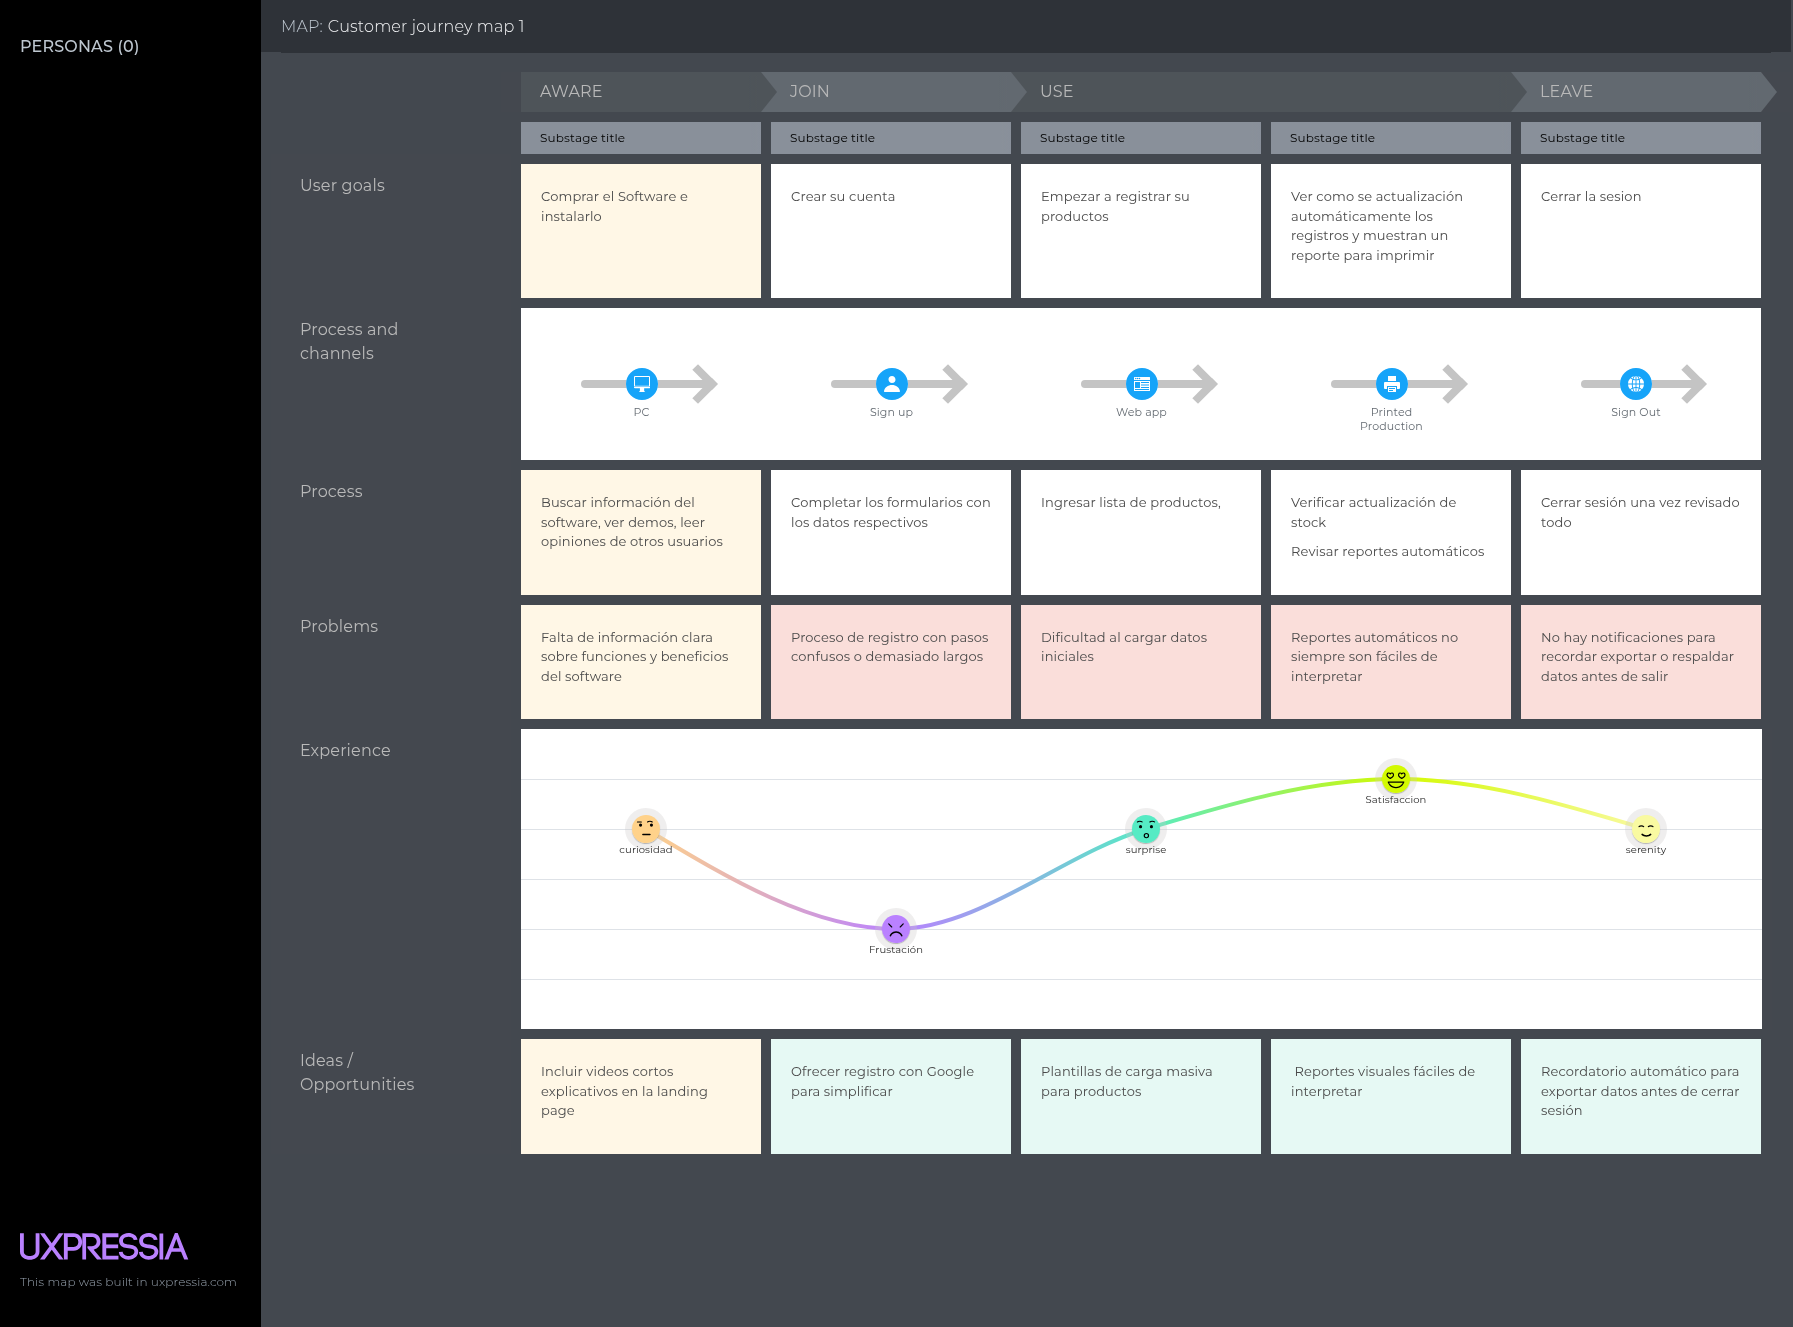 PERSONAS (0)
MAP: Customer journey map 1
AWARE
JOIN
USE
LEAVE
Substage title
Substage title
Substage title
Substage title
Substage title
User goals
Comprar el Software e
instalarlo
Crear su cuenta
Empezar a registrar su
productos
Ver como se actualización
automáticamente los
registros y muestran un
reporte para imprimir
Cerrar la sesion
Process and
channels
PC
Sign up
Web app
Printed
Production
Sign Out
Process
Buscar información del
software, ver demos, leer
opiniones de otros usuarios
Completar los formularios con
los datos respectivos
Ingresar lista de productos,
Verificar actualización de
stock
Revisar reportes automáticos
Cerrar sesión una vez revisado
todo
Problems
Falta de información clara
sobre funciones y beneficios
del software
Proceso de registro con pasos
confusos o demasiado largos
Dificultad al cargar datos
iniciales
Reportes automáticos no
siempre son fáciles de
interpretar
No hay notificaciones para
recordar exportar o respaldar
datos antes de salir
Experience
curiosidad
Frustación
surprise
Satisfaccion
serenity
Ideas /
Opportunities
Incluir videos cortos
explicativos en la landing
page
Ofrecer registro con Google
para simplificar
Plantillas de carga masiva
para productos
Reportes visuales fáciles de
interpretar
Recordatorio automático para
exportar datos antes de cerrar
sesión
UXPRESSIA
This map was built in uxpressia.com